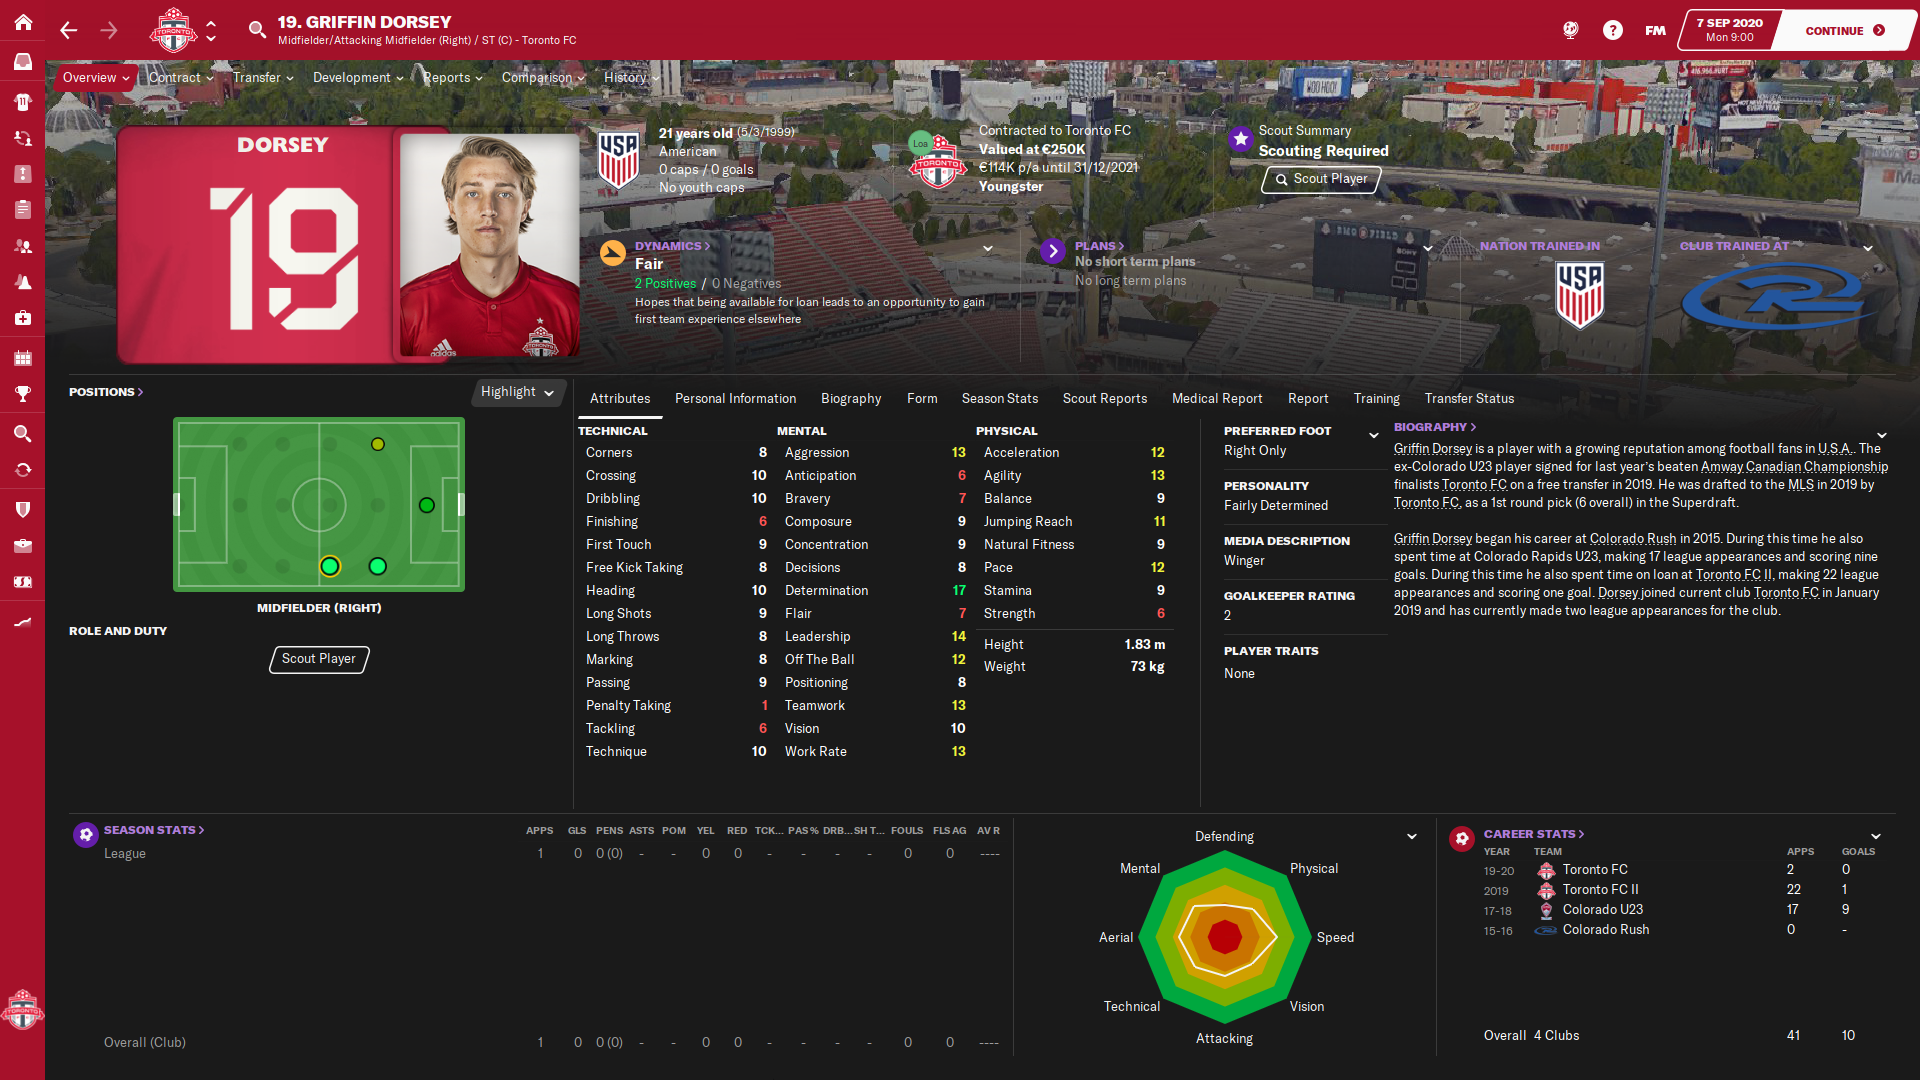 19. GRIFFIN DORSEY
Midfielder/Attacking Midfielder (Right) / ST (C) - Toronto FC
FM
7 SEP 2020
Mon 9:00
CONTINUE
Overview
Contract
Transfer
Development
Reports
Comparison
History
DORSEY
19
adidas
TORONTO
USA
21 years old (5/3/1999)
American
0 caps / 0 goals
No youth caps
Loa
Contracted to Toronto FC
Valued at €250K
€114K p/a until 31/12/2021
Youngster
Scout Summary
Scouting Required
Scout Player
DYNAMICS
Fair
2 Positives / 0 Negatives
Hopes that being available for loan leads to an opportunity to gain
first team experience elsewhere
PLANS
No short term plans
No long term plans
NATION TRAINED IN
USA
CLUB TRAINED AT
POSITIONS
Highlight
MIDFIELDER (RIGHT)
ROLE AND DUTY
Scout Player
Attributes
Personal Information
Biography
Form
Season Stats
Scout Reports
Medical Report
Report
Training
Transfer Status
TECHNICAL
Corners 8
Crossing 10
Dribbling 10
Finishing 6
First Touch 9
Free Kick Taking 8
Heading 10
Long Shots 9
Long Throws 8
Marking 8
Passing 9
Penalty Taking 1
Tackling 6
Technique 10
MENTAL
Aggression 13
Anticipation 6
Bravery 7
Composure 9
Concentration 9
Decisions 8
Determination 17
Flair 7
Leadership 14
Off The Ball 12
Positioning 8
Teamwork 13
Vision 10
Work Rate 13
PHYSICAL
Acceleration 12
Agility 13
Balance 9
Jumping Reach 11
Natural Fitness 9
Pace 12
Stamina 9
Strength 6
Height 1.83 m
Weight 73 kg
PREFERRED FOOT
Right Only
PERSONALITY
Fairly Determined
MEDIA DESCRIPTION
Winger
GOALKEEPER RATING
2
PLAYER TRAITS
None
BIOGRAPHY
Griffin Dorsey is a player with a growing reputation among football fans in U.S.A.. The
ex-Colorado U23 player signed for last year's beaten Amway Canadian Championship
finalists Toronto FC on a free transfer in 2019. He was drafted to the MLS in 2019 by
Toronto FC, as a 1st round pick (6 overall) in the Superdraft.
Griffin Dorsey began his career at Colorado Rush in 2015. During this time he also
spent time at Colorado Rapids U23, making 17 league appearances and scoring nine
goals. During this time he also spent time on loan at Toronto FC II, making 22 league
appearances and scoring one goal. Dorsey joined current club Toronto FC in January
2019 and has currently made two league appearances for the club.
SEASON STATS
APPS GLS PENS ASTS POM YEL RED TCK... PAS % DRB... SH T... FOULS FLS AG AV R
League 1 0 0 (0) - - 0 0 - - - - 0 0 ----
Overall (Club) 1 0 0 (0) - - 0 0 - - - - 0 0 ----
Defending
Mental
Physical
Aerial
Speed
Technical
Vision
Attacking
CAREER STATS
YEAR TEAM APPS GOALS
19-20 Toronto FC 2 0
2019 Toronto FC II 22 1
17-18 Colorado U23 17 9
15-16 Colorado Rush 0 -
Overall 4 Clubs 41 10